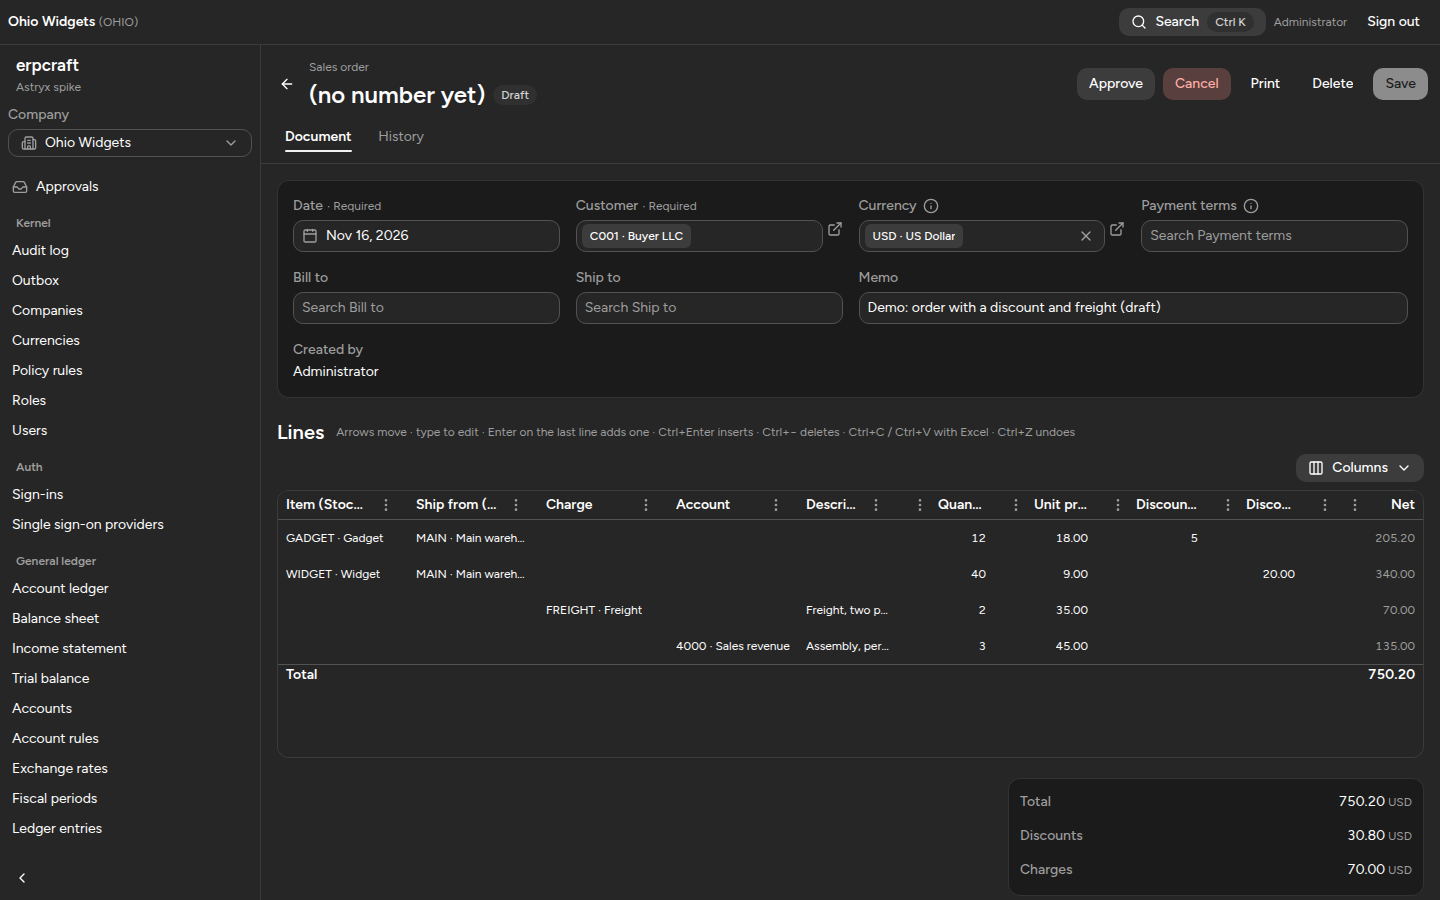 Ohio Widgets (OHIO)
Search Ctrl K Administrator Sign out
erpcraft
Astryx spike
Company
Ohio Widgets
Approvals
Kernel
Audit log
Outbox
Companies
Currencies
Policy rules
Roles
Users
Auth
Sign-ins
Single sign-on providers
General ledger
Account ledger
Balance sheet
Income statement
Trial balance
Accounts
Account rules
Exchange rates
Fiscal periods
Ledger entries
Sales order
(no number yet) Draft
Approve Cancel Print Delete Save
Document History
Date · Required Customer · Required Currency Payment terms
Nov 16, 2026 C001 · Buyer LLC USD · US Dollar Search Payment terms
Bill to Ship to Memo
Search Bill to Search Ship to Demo: order with a discount and freight (draft)
Created by
Administrator
Lines Arrows move · type to edit · Enter on the last line adds one · Ctrl+Enter inserts · Ctrl+− deletes · Ctrl+C / Ctrl+V with Excel · Ctrl+Z undoes
Columns
Item (Stoc... Ship from (... Charge Account Descri... Quan... Unit pr... Discoun... Disco... Net
GADGET · Gadget MAIN · Main wareh... 12 18.00 5 205.20
WIDGET · Widget MAIN · Main wareh... 40 9.00 20.00 340.00
FREIGHT · Freight Freight, two p... 2 35.00 70.00
4000 · Sales revenue Assembly, per... 3 45.00 135.00
Total 750.20
Total 750.20 USD
Discounts 30.80 USD
Charges 70.00 USD